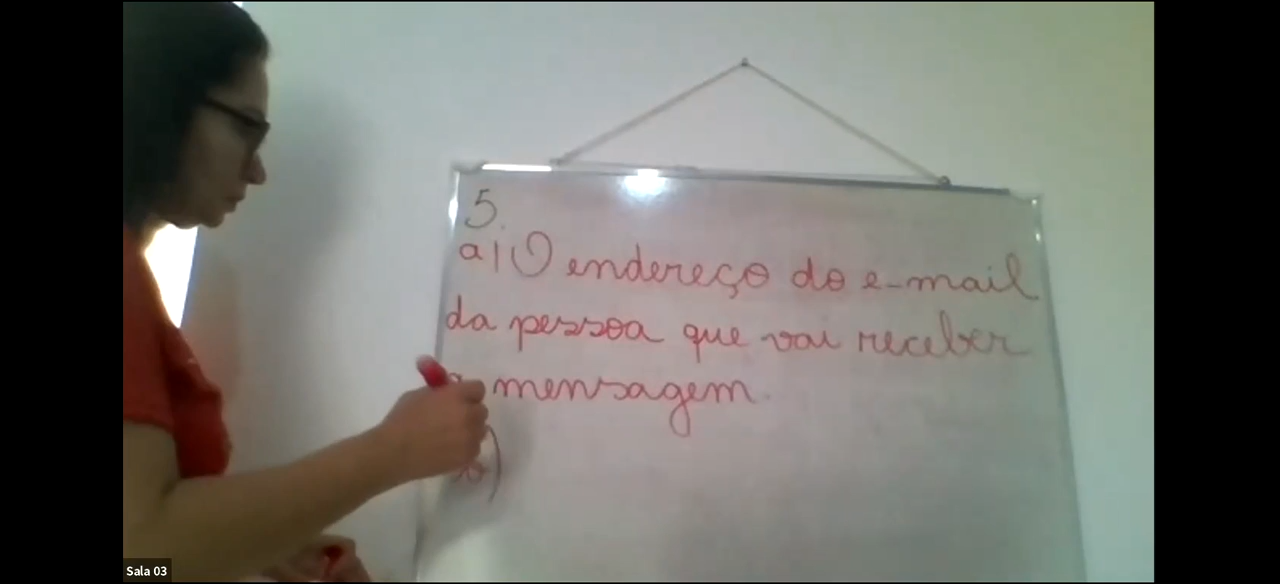 5.
a) O endereço do e-mail
da pessoa que vai receber
a mensagem.
b)
Sala 03